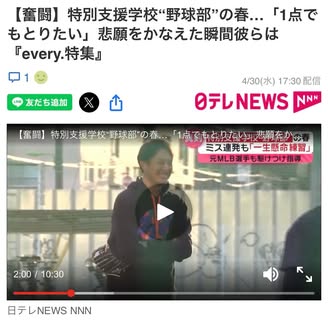 【奮闘】特別支援学校“野球部”の春…「1点で
もとりたい」悲願をかなえた瞬間彼らは
『every.特集』
1
4/30(水) 17:30 配信
友だち追加
X
日テレNEWS NNN
【奮闘】特別支援学校“野球部”の春…「1点でもとりたい」悲願をか...
ミス連発も「一生懸命練習」
元MLB選手も駆けつけ指導
2:00 / 10:30
日テレNEWS NNN